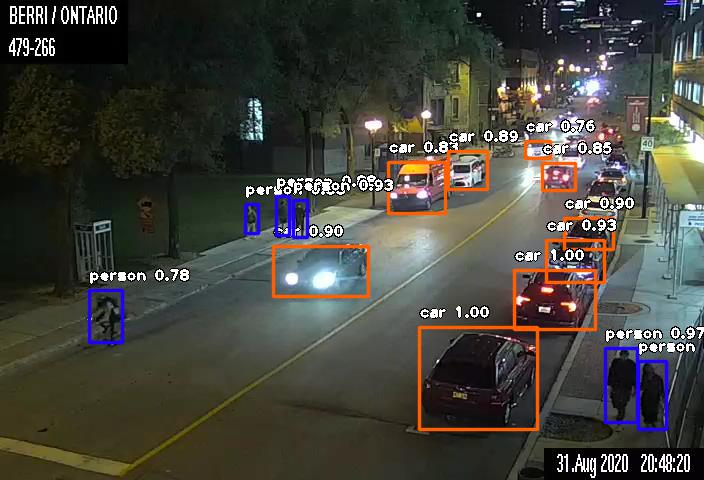 BERRI / ONTARIO
479-266
car 0.76
car 0.89
car 0.83
car 0.85
person
person 0.93
car 0.90
car 0.90
car 0.93
person 0.78
car 1.00
car 1.00
person 0.97
person
40
31.Aug 2020 20:48:20